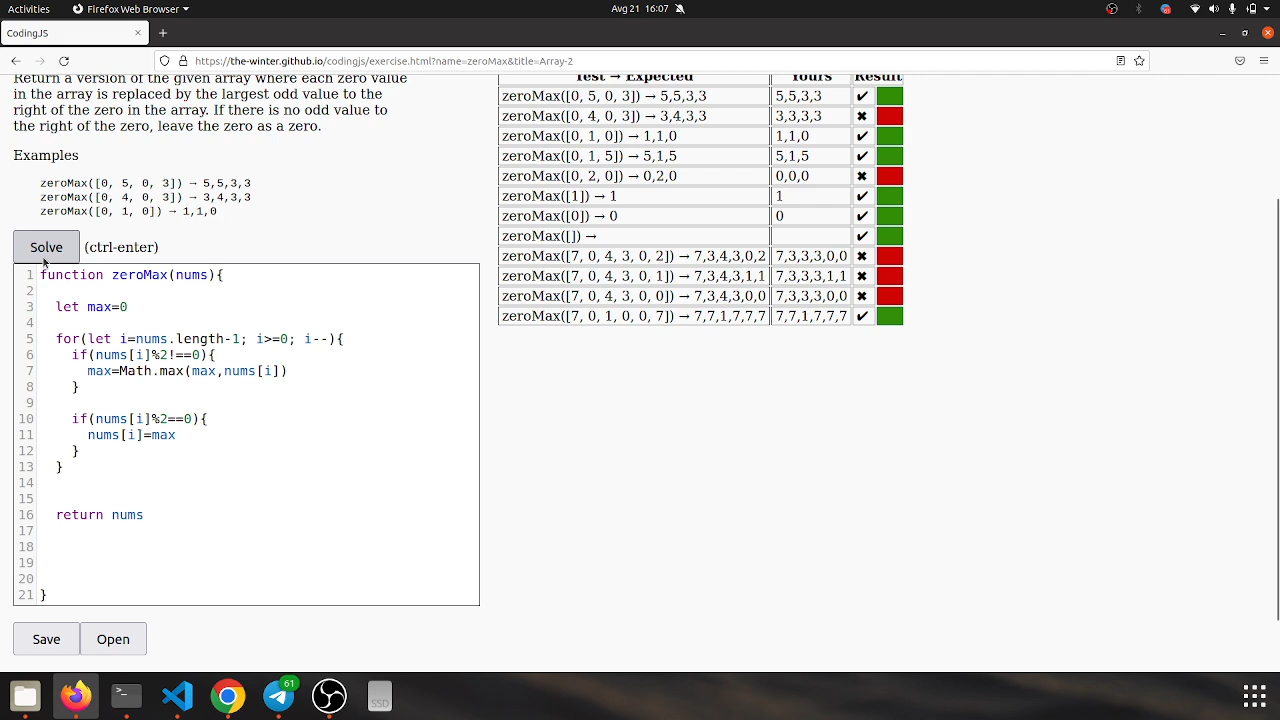 Activities Firefox Web Browser Avg 21 16:07
CodingJS
https://the-winter.github.io/codingjs/exercise.html?name=zeroMax&title=Array-2
Return a version of the given array where each zero value
in the array is replaced by the largest odd value to the
right of the zero in the array. If there is no odd value to
the right of the zero, leave the zero as a zero.
Examples
zeroMax([0, 5, 0, 3]) → 5,5,3,3
zeroMax([0, 4, 0, 3]) → 3,4,3,3
zeroMax([0, 1, 0]) → 1,1,0
Solve (ctrl-enter)
1 function zeroMax(nums){
2
3 let max=0
4
5 for(let i=nums.length-1; i>=0; i--){
6 if(nums[i]%2!==0){
7 max=Math.max(max,nums[i])
8 }
9
10 if(nums[i]%2==0){
11 nums[i]=max
12 }
13 }
14
15
16 return nums
17
18
19
20
21 }
Save Open
Test → Expected Yours Result
zeroMax([0, 5, 0, 3]) → 5,5,3,3 5,5,3,3 ✔
zeroMax([0, 4, 0, 3]) → 3,4,3,3 3,3,3,3 ✖
zeroMax([0, 1, 0]) → 1,1,0 1,1,0 ✔
zeroMax([0, 1, 5]) → 5,1,5 5,1,5 ✔
zeroMax([0, 2, 0]) → 0,2,0 0,0,0 ✖
zeroMax([1]) → 1 1 ✔
zeroMax([0]) → 0 0 ✔
zeroMax([]) → ✔
zeroMax([7, 0, 4, 3, 0, 2]) → 7,3,4,3,0,2 7,3,3,3,0,0 ✖
zeroMax([7, 0, 4, 3, 0, 1]) → 7,3,4,3,1,1 7,3,3,3,1,1 ✖
zeroMax([7, 0, 4, 3, 0, 0]) → 7,3,4,3,0,0 7,3,3,3,0,0 ✖
zeroMax([7, 0, 1, 0, 0, 7]) → 7,7,1,7,7,7 7,7,1,7,7,7 ✔
61
SSD